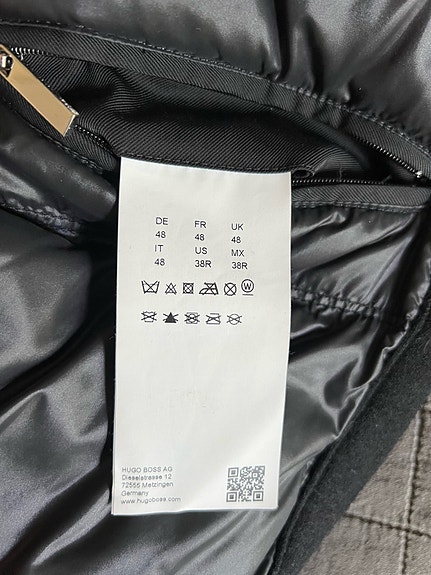 DE FR UK
48 48 48
IT US MX
48 38R 38R
W
HUGO BOSS AG
Dieselstrasse 12
72555 Metzingen
Germany
www.hugoboss.com